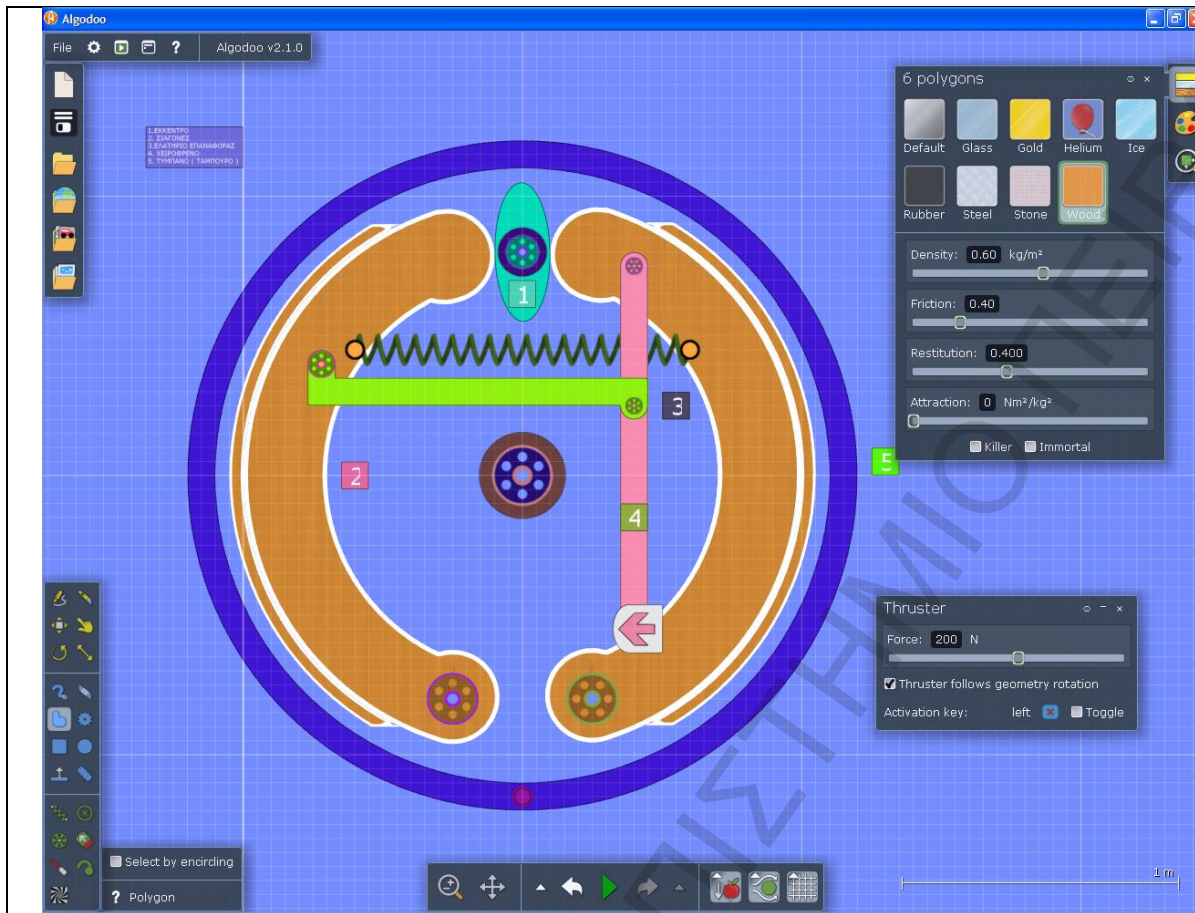 Algodoo
File ? Algodoo v2.1.0
1.ΕΚΚΕΝΤΡΟ
2. ΣΙΑΓΟΝΕΣ
3.ΕΛΑΤΗΡΙΟ ΕΠΑΝΑΦΟΡΑΣ
4. ΧΕΙΡΟΦΡΕΝΟ
5. ΤΥΜΠΑΝΟ ( ΤΑΜΠΟΥΡΟ )
6 polygons
Default Glass Gold Helium Ice
Rubber Steel Stone Wood
Density: 0.60 kg/m²
Friction: 0.40
Restitution: 0.400
Attraction: 0 Nm²/kg²
Killer Immortal
1
3
2
5
4
Thruster
Force: 200 N
Thruster follows geometry rotation
Activation key: left Toggle
Select by encircling
? Polygon
1 m